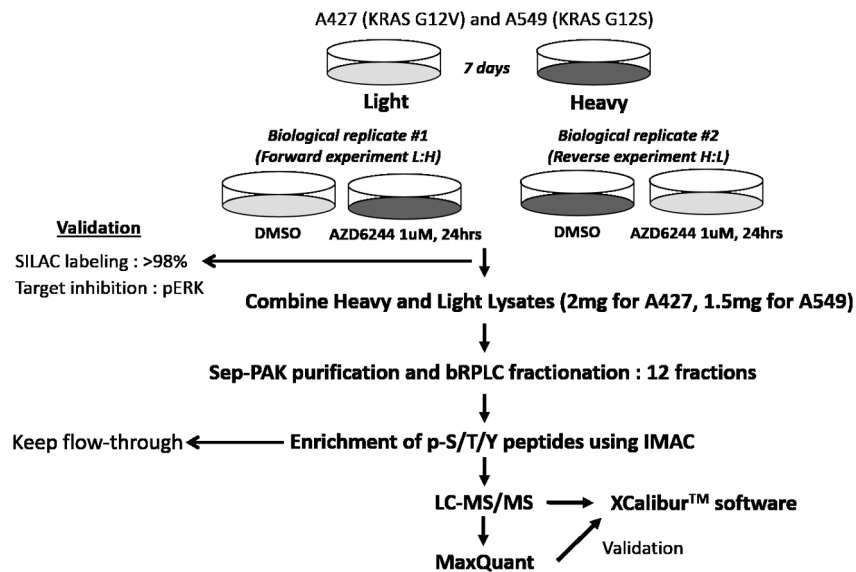 A427 (KRAS G12V) and A549 (KRAS G12S)
7 days
Light
Heavy
Biological replicate #1
(Forward experiment L:H)
Biological replicate #2
(Reverse experiment H:L)
DMSO
AZD6244 1uM, 24hrs
DMSO
AZD6244 1uM, 24hrs
Validation
SILAC labeling : >98%
Target inhibition : pERK
Combine Heavy and Light Lysates (2mg for A427, 1.5mg for A549)
Sep-PAK purification and bRPLC fractionation : 12 fractions
Keep flow-through
Enrichment of p-S/T/Y peptides using IMAC
LC-MS/MS
XCalibur™ software
MaxQuant
Validation